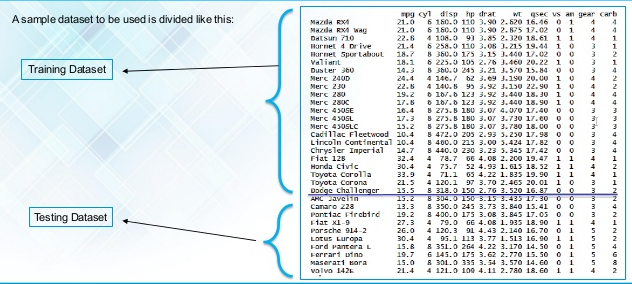 A sample dataset to be used is divided like this:
Training Dataset
Testing Dataset
mpg cyl disp hp drat wt qsec vs am gear carb
Mazda RX4 21.0 6 160.0 110 3.90 2.620 16.46 0 1 4 4
Mazda RX4 Wag 21.0 6 160.0 110 3.90 2.875 17.02 0 1 4 4
Datsun 710 22.8 4 108.0 93 3.85 2.320 18.61 1 1 4 1
Hornet 4 Drive 21.4 6 258.0 110 3.08 3.215 19.44 1 0 3 1
Hornet Sportabout 18.7 8 360.0 175 3.15 3.440 17.02 0 0 3 2
Valiant 18.1 6 225.0 105 2.76 3.460 20.22 1 0 3 1
Duster 360 14.3 8 360.0 245 3.21 3.570 15.84 0 0 3 4
Merc 240D 24.4 4 146.7 62 3.69 3.190 20.00 1 0 4 2
Merc 230 22.8 4 140.8 95 3.92 3.150 22.90 1 0 4 2
Merc 280 19.2 6 167.6 123 3.92 3.440 18.30 1 0 4 4
Merc 280C 17.8 6 167.6 123 3.92 3.440 18.90 1 0 4 4
Merc 450SE 16.4 8 275.8 180 3.07 4.070 17.40 0 0 3 3
Merc 450SL 17.3 8 275.8 180 3.07 3.730 17.60 0 0 3 3
Merc 450SLC 15.2 8 275.8 180 3.07 3.780 18.00 0 0 3 3
Cadillac Fleetwood 10.4 8 472.0 205 2.93 5.250 17.98 0 0 3 4
Lincoln Continental 10.4 8 460.0 215 3.00 5.424 17.82 0 0 3 4
Chrysler Imperial 14.7 8 440.0 230 3.23 5.345 17.42 0 0 3 4
Fiat 128 32.4 4 78.7 66 4.08 2.200 19.47 1 1 4 1
Honda Civic 30.4 4 75.7 52 4.93 1.615 18.52 1 1 4 2
Toyota Corolla 33.9 4 71.1 65 4.22 1.835 19.90 1 1 4 1
Toyota Corona 21.5 4 120.1 97 3.70 2.465 20.01 1 0 3 1
Dodge Challenger 15.5 8 318.0 150 2.76 3.520 16.87 0 0 3 2
AMC Javelin 15.2 8 304.0 150 3.15 3.435 17.30 0 0 3 2
Camaro Z28 13.3 8 350.0 245 3.73 3.840 15.41 0 0 3 4
Pontiac Firebird 19.2 8 400.0 175 3.08 3.845 17.05 0 0 3 2
Fiat X1-9 27.3 4 79.0 66 4.08 1.935 18.90 1 1 4 1
Porsche 914-2 26.0 4 120.3 91 4.43 2.140 16.70 0 1 5 2
Lotus Europa 30.4 4 95.1 113 3.77 1.513 16.90 1 1 5 2
Ford Pantera L 15.8 8 351.0 264 4.22 3.170 14.50 0 1 5 4
Ferrari Dino 19.7 6 145.0 175 3.62 2.770 15.50 0 1 5 6
Maserati Bora 15.0 8 301.0 335 3.54 3.570 14.60 0 1 5 8
Volvo 142E 21.4 4 121.0 109 4.11 2.780 18.60 1 1 4 2